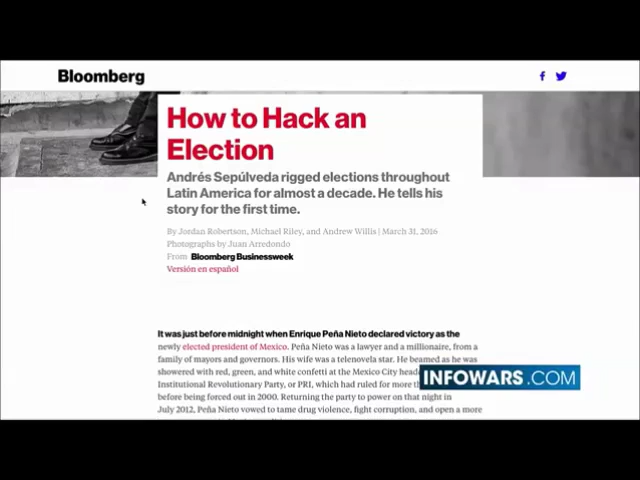 Bloomberg
How to Hack an
Election
Andrés Sepúlveda rigged elections throughout
Latin America for almost a decade. He tells his
story for the first time.
By Jordan Robertson, Michael Riley, and Andrew Willis | March 31, 2016
Photographs by Juan Arredondo
From Bloomberg Businessweek
Versión en español
It was just before midnight when Enrique Peña Nieto declared victory as the
newly elected president of Mexico. Peña Nieto was a lawyer and a millionaire, from a
family of mayors and governors. His wife was a telenovela star. He beamed as he was
showered with red, green, and white confetti at the Mexico City
Institutional Revolutionary Party, or PRI, which had ruled for more
before being forced out in 2000. Returning the party to power on that night in
July 2012, Peña Nieto vowed to tame drug violence, fight corruption, and open a more
INFOWARS.COM